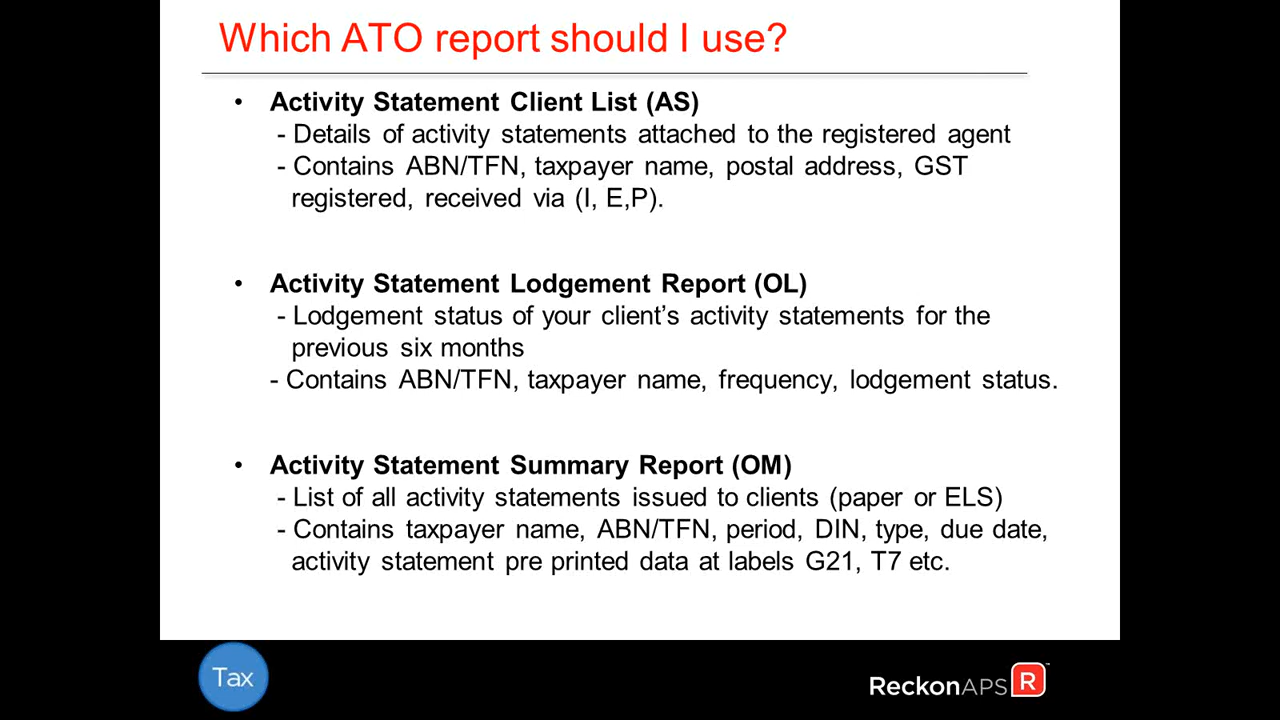 Which ATO report should I use?
• Activity Statement Client List (AS)
- Details of activity statements attached to the registered agent
- Contains ABN/TFN, taxpayer name, postal address, GST
registered, received via (I, E,P).
• Activity Statement Lodgement Report (OL)
- Lodgement status of your client’s activity statements for the
previous six months
- Contains ABN/TFN, taxpayer name, frequency, lodgement status.
• Activity Statement Summary Report (OM)
- List of all activity statements issued to clients (paper or ELS)
- Contains taxpayer name, ABN/TFN, period, DIN, type, due date,
activity statement pre printed data at labels G21, T7 etc.
Tax
ReckonAPS R™